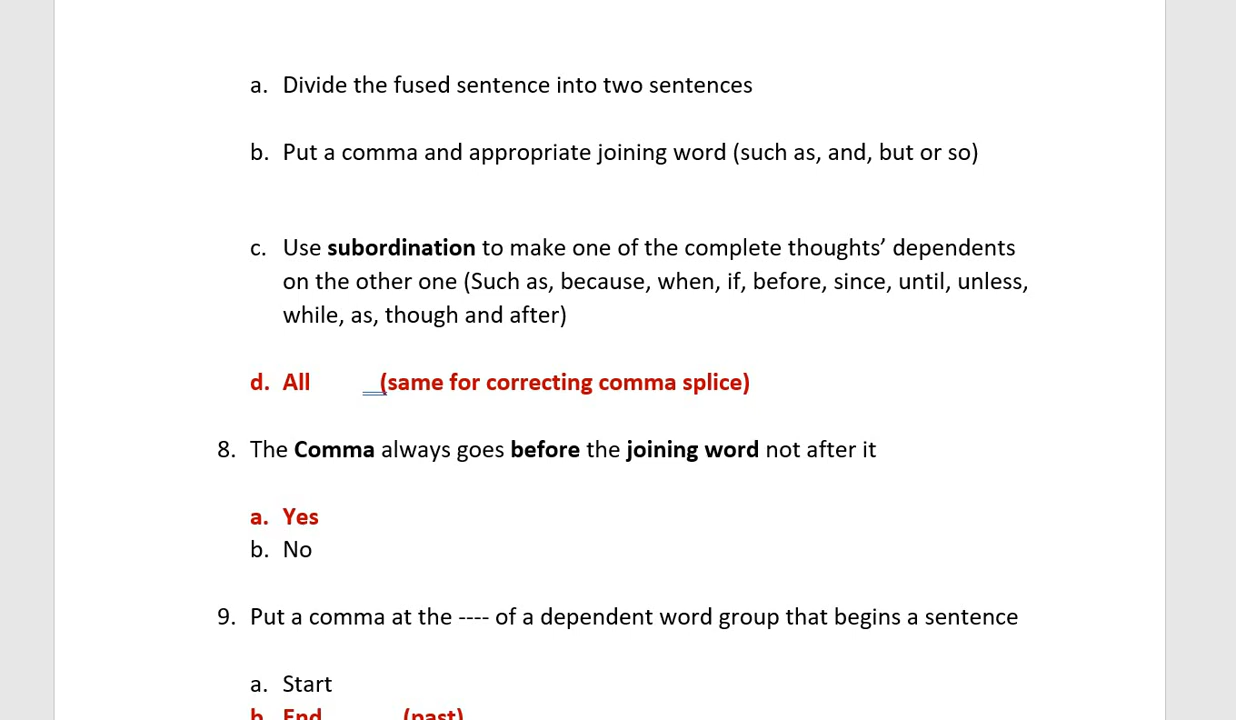 a. Divide the fused sentence into two sentences
b. Put a comma and appropriate joining word (such as, and, but or so)
c. Use subordination to make one of the complete thoughts’ dependents
on the other one (Such as, because, when, if, before, since, until, unless,
while, as, though and after)
d. All (same for correcting comma splice)
8. The Comma always goes before the joining word not after it
a. Yes
b. No
9. Put a comma at the ---- of a dependent word group that begins a sentence
a. Start
b. End (past)